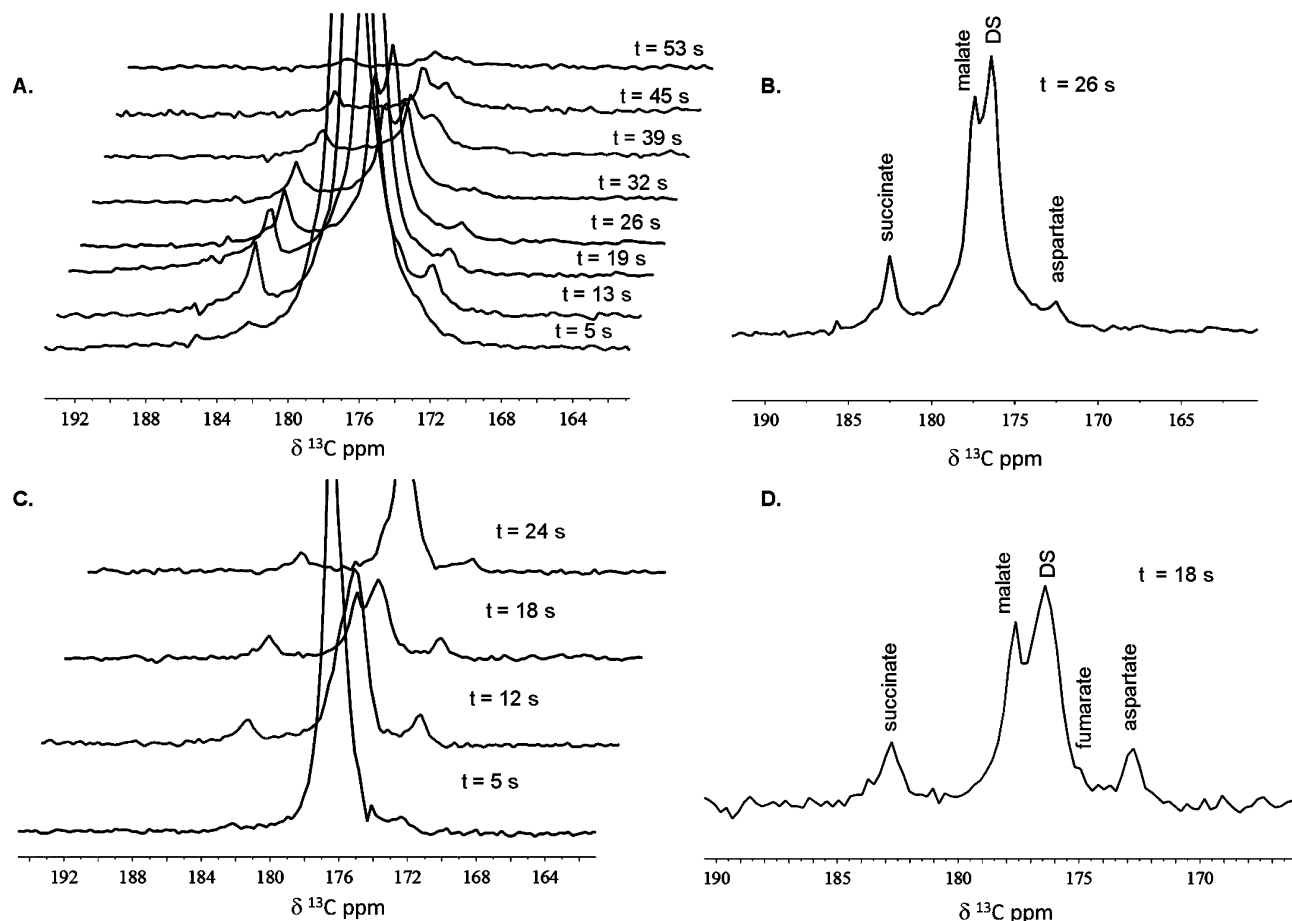 A.
t = 53 s
t = 45 s
t = 39 s
t = 32 s
t = 26 s
t = 19 s
t = 13 s
t = 5 s
192 188 184 180 176 172 168 164
δ ¹³C ppm
B.
t = 26 s
succinate
malate
DS
aspartate
190 185 180 175 170 165
δ ¹³C ppm
C.
t = 24 s
t = 18 s
t = 12 s
t = 5 s
192 188 184 180 176 172 168 164
δ ¹³C ppm
D.
t = 18 s
succinate
malate
DS
fumarate
aspartate
190 185 180 175 170
δ ¹³C ppm